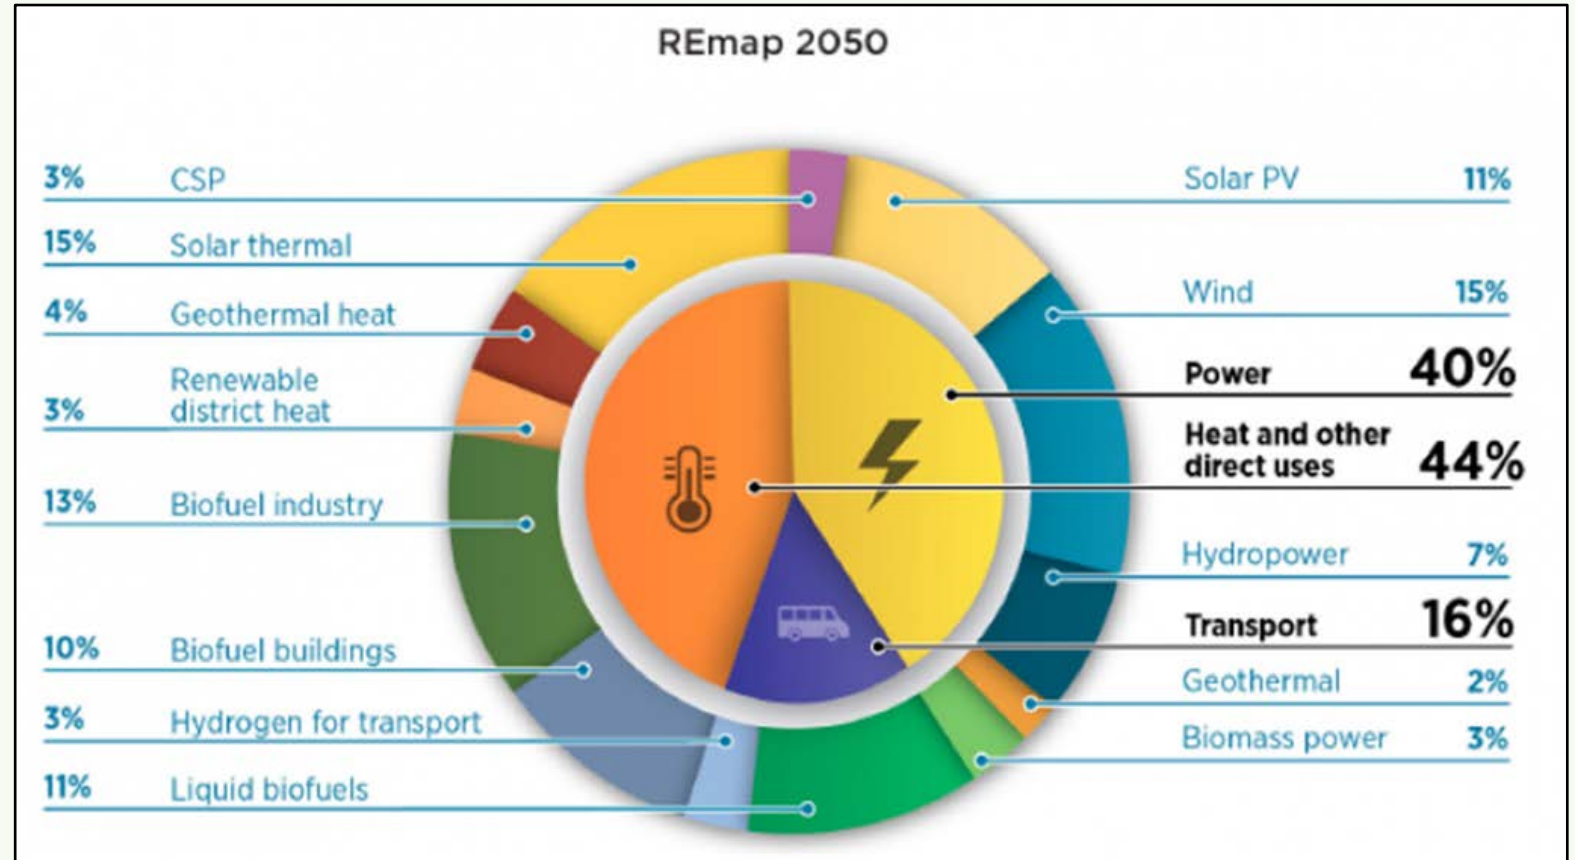 REmap 2050
3% CSP
15% Solar thermal
4% Geothermal heat
Renewable
3% district heat
13% Biofuel industry
10% Biofuel buildings
3% Hydrogen for transport
11% Liquid biofuels
Solar PV 11%
Wind 15%
Power 40%
Heat and other
direct uses 44%
Hydropower 7%
Transport 16%
Geothermal 2%
Biomass power 3%